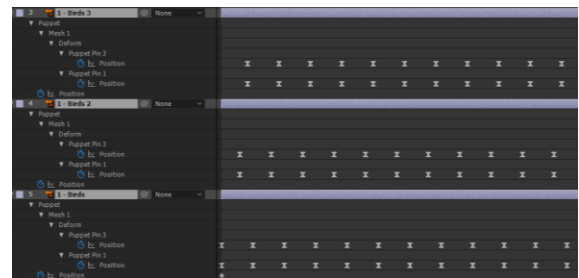 3 1 - Birds 3 None
Puppet
Mesh 1
Deform
Puppet Pin 3
Position
Puppet Pin 1
Position
Position
4 1 - Birds 2 None
Puppet
Mesh 1
Deform
Puppet Pin 3
Position
Puppet Pin 1
Position
Position
5 1 - Birds None
Puppet
Mesh 1
Deform
Puppet Pin 3
Position
Puppet Pin 1
Position
Position